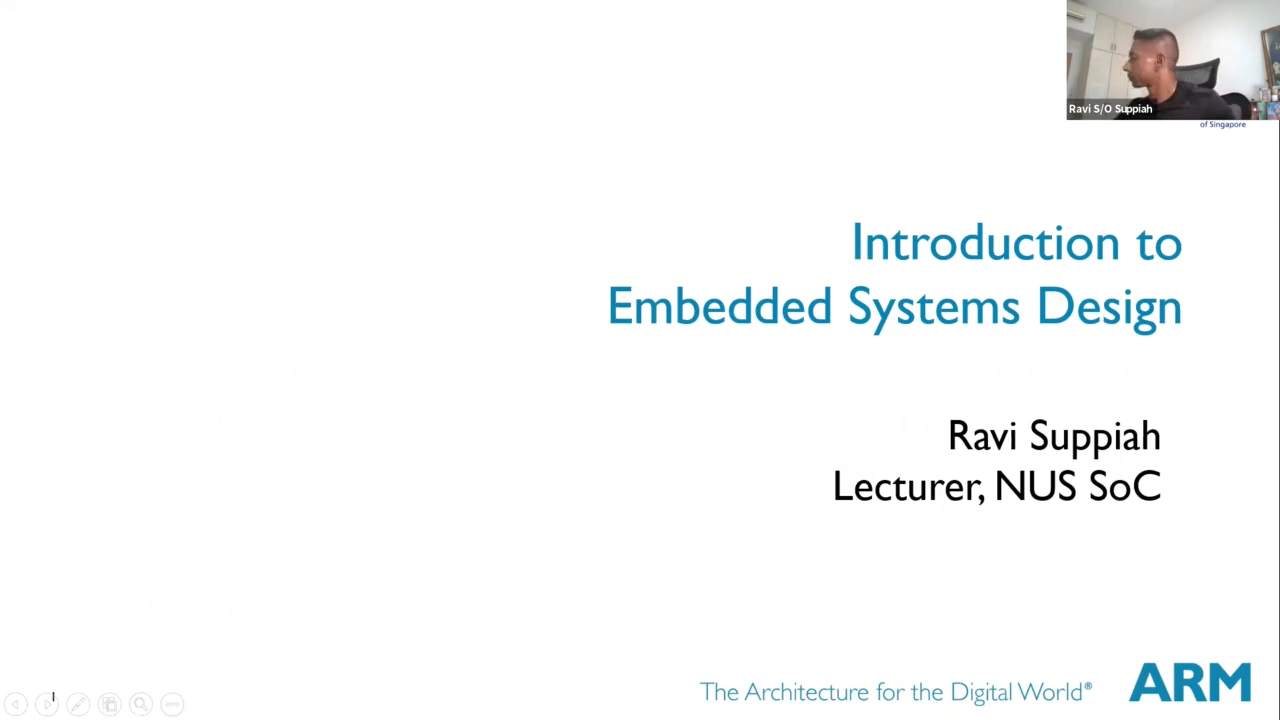 Ravi S/O Suppiah
of Singapore
Introduction to
Embedded Systems Design
Ravi Suppiah
Lecturer, NUS SoC
1
The Architecture for the Digital World®
ARM